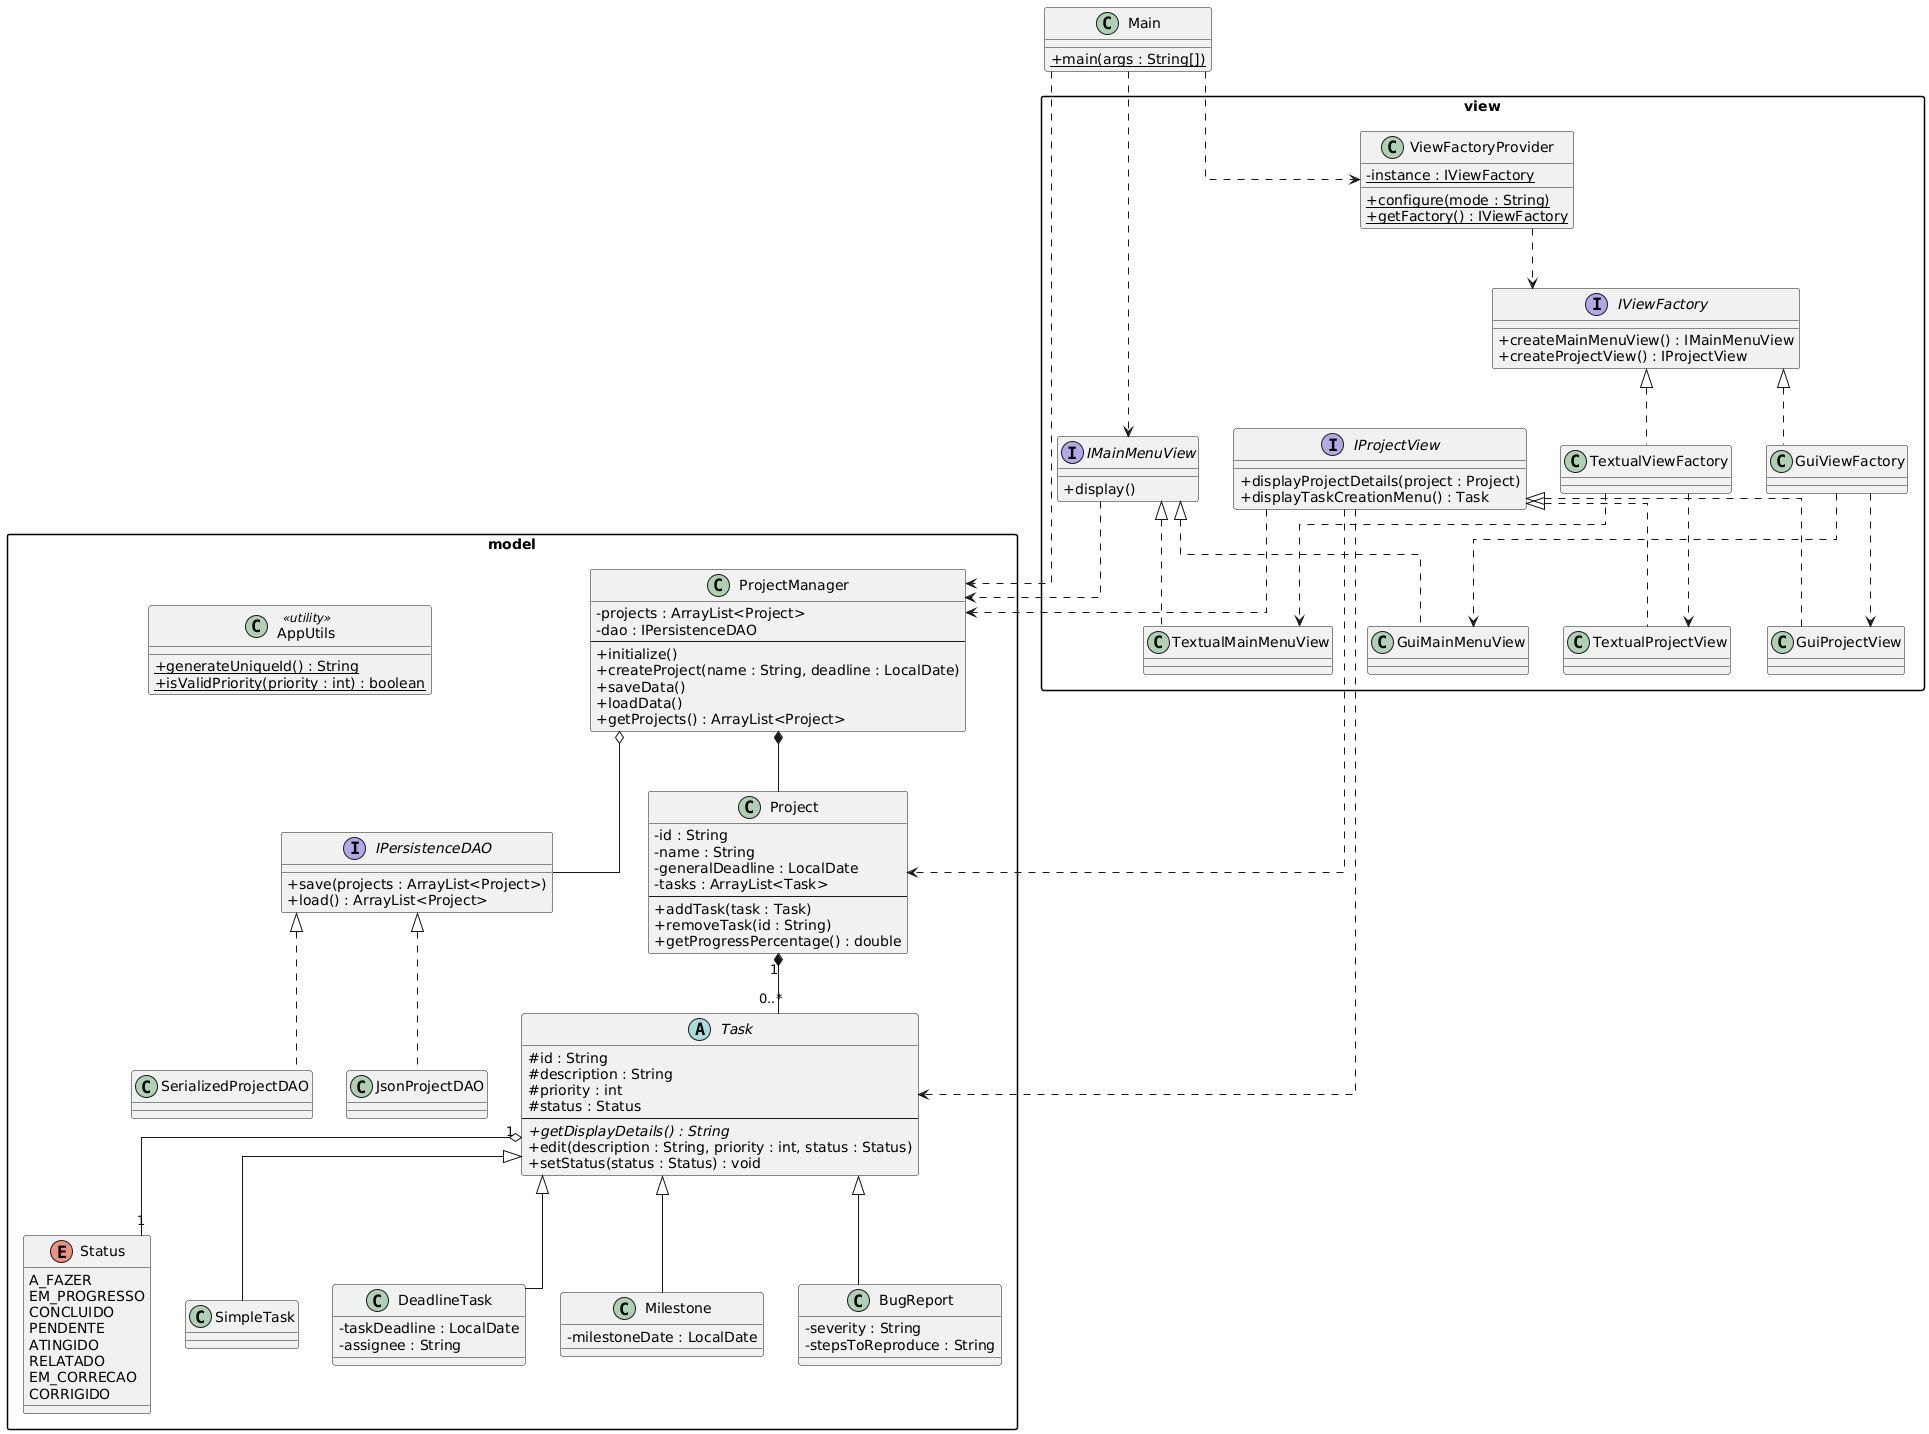 C Main
+main(args : String[])
view
C ViewFactoryProvider
-instance : IViewFactory
+configure(mode : String)
+getFactory() : IViewFactory
I IViewFactory
+createMainMenuView() : IMainMenuView
+createProjectView() : IProjectView
I IMainMenuView
+display()
I IProjectView
+displayProjectDetails(project : Project)
+displayTaskCreationMenu() : Task
C TextualViewFactory
C GuiViewFactory
C TextualMainMenuView
C GuiMainMenuView
C TextualProjectView
C GuiProjectView
model
C «utility»
AppUtils
+generateUniqueId() : String
+isValidPriority(priority : int) : boolean
C ProjectManager
-projects : ArrayList<Project>
-dao : IPersistenceDAO
+initialize()
+createProject(name : String, deadline : LocalDate)
+saveData()
+loadData()
+getProjects() : ArrayList<Project>
I IPersistenceDAO
+save(projects : ArrayList<Project>)
+load() : ArrayList<Project>
C Project
-id : String
-name : String
-generalDeadline : LocalDate
-tasks : ArrayList<Task>
+addTask(task : Task)
+removeTask(id : String)
+getProgressPercentage() : double
1
0..*
C SerializedProjectDAO
C JsonProjectDAO
A Task
#id : String
#description : String
#priority : int
#status : Status
+getDisplayDetails() : String
+edit(description : String, priority : int, status : Status)
+setStatus(status : Status) : void
1
1
E Status
A_FAZER
EM_PROGRESSO
CONCLUIDO
PENDENTE
ATINGIDO
RELATADO
EM_CORRECAO
CORRIGIDO
C SimpleTask
C DeadlineTask
-taskDeadline : LocalDate
-assignee : String
C Milestone
-milestoneDate : LocalDate
C BugReport
-severity : String
-stepsToReproduce : String